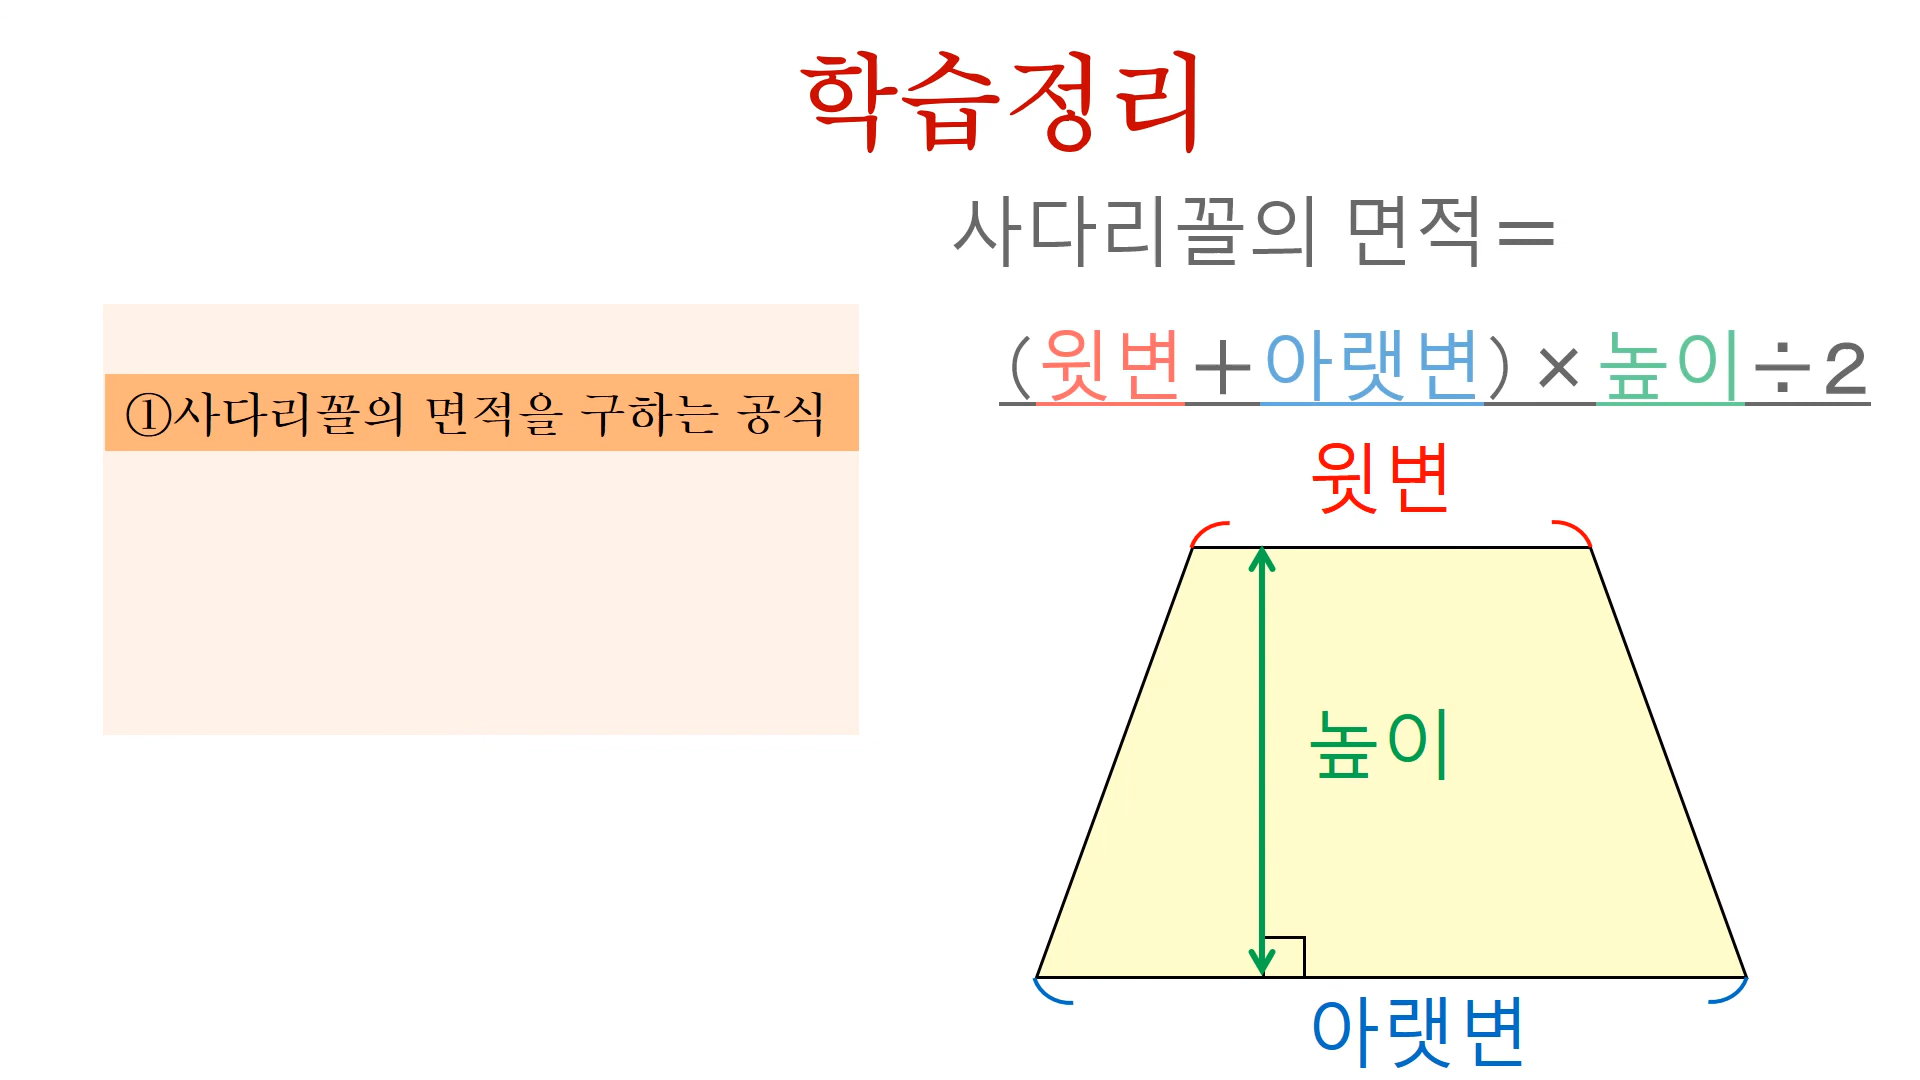 학습정리
사다리꼴의 면적=
①사다리꼴의 면적을 구하는 공식
(윗변+아랫변)×높이÷2
윗변
높이
아랫변